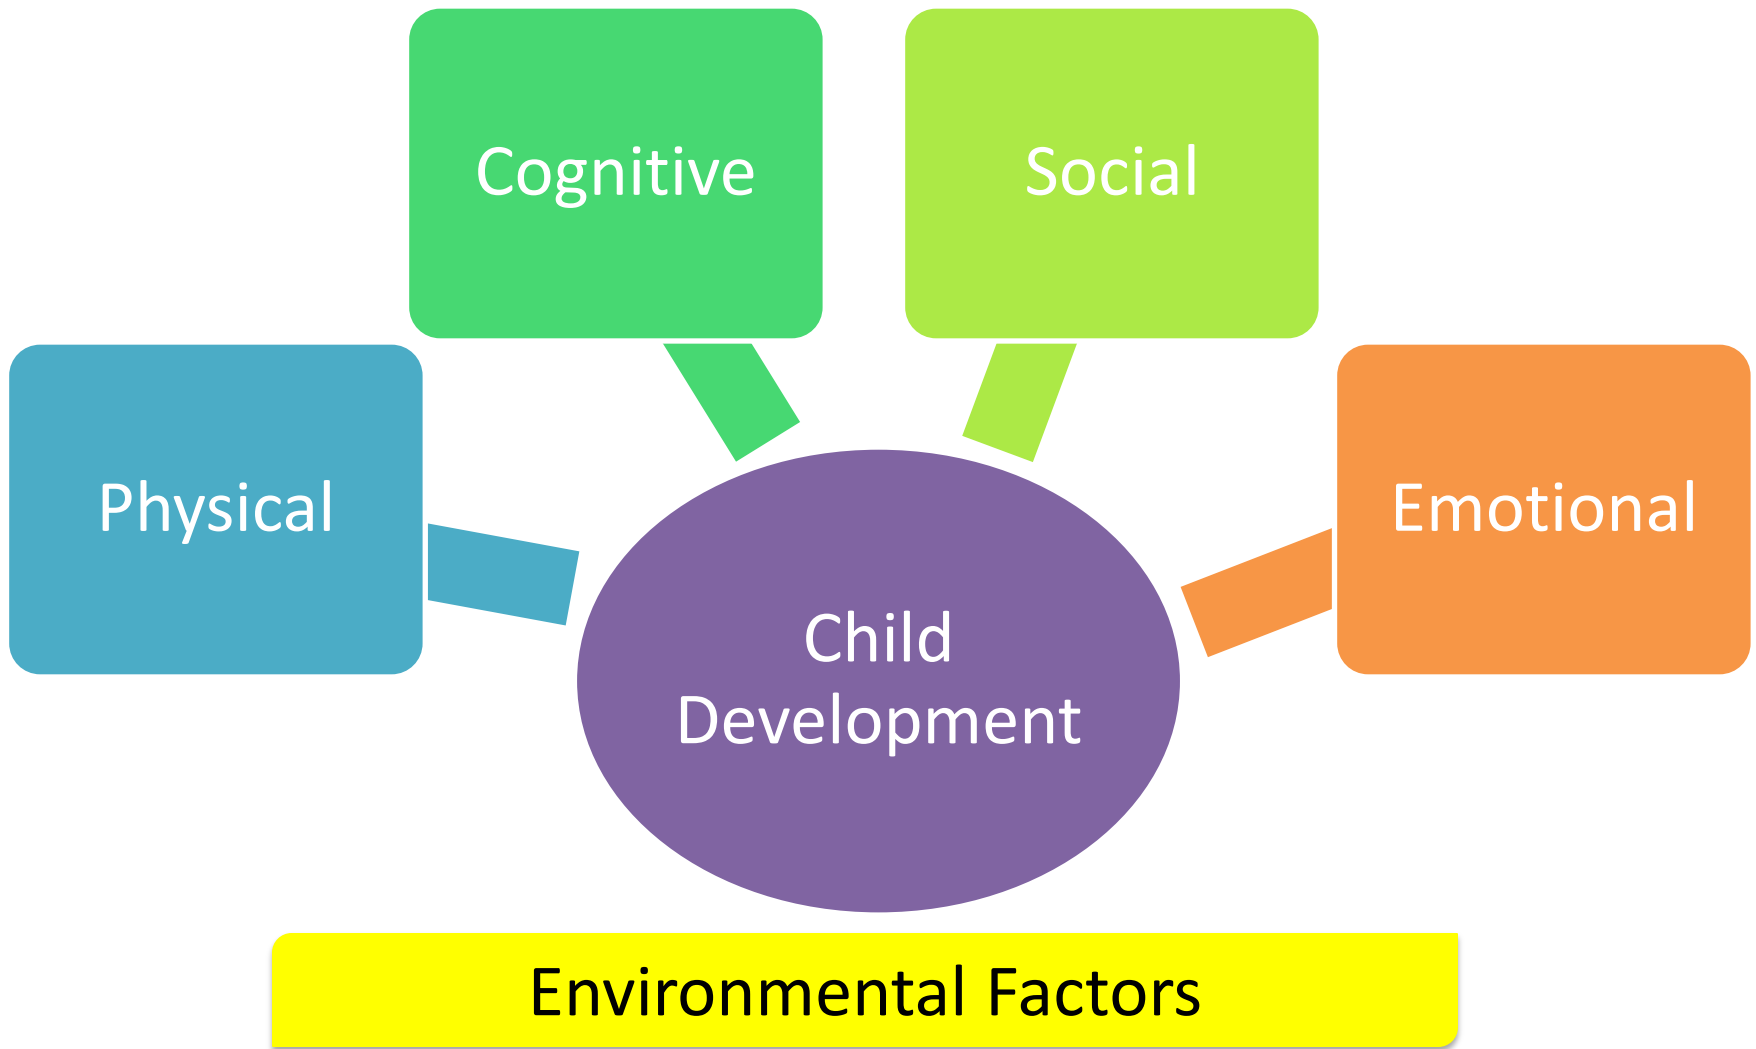 Cognitive
Social
Physical
Emotional
Child
Development
Environmental Factors